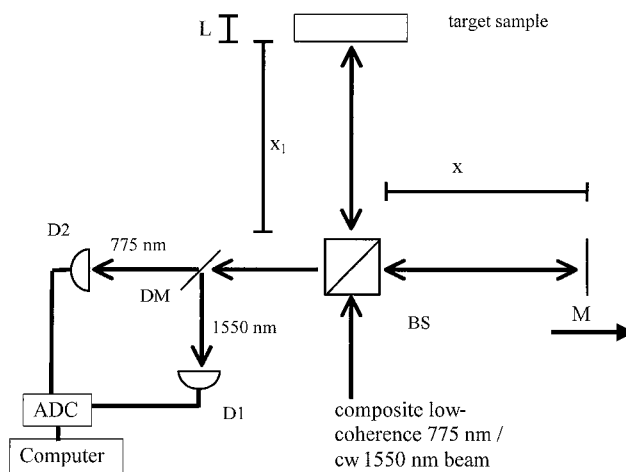 L
target sample
x₁
x
D2
775 nm
DM
1550 nm
BS
M
ADC
D1
Computer
composite low-
coherence 775 nm /
cw 1550 nm beam